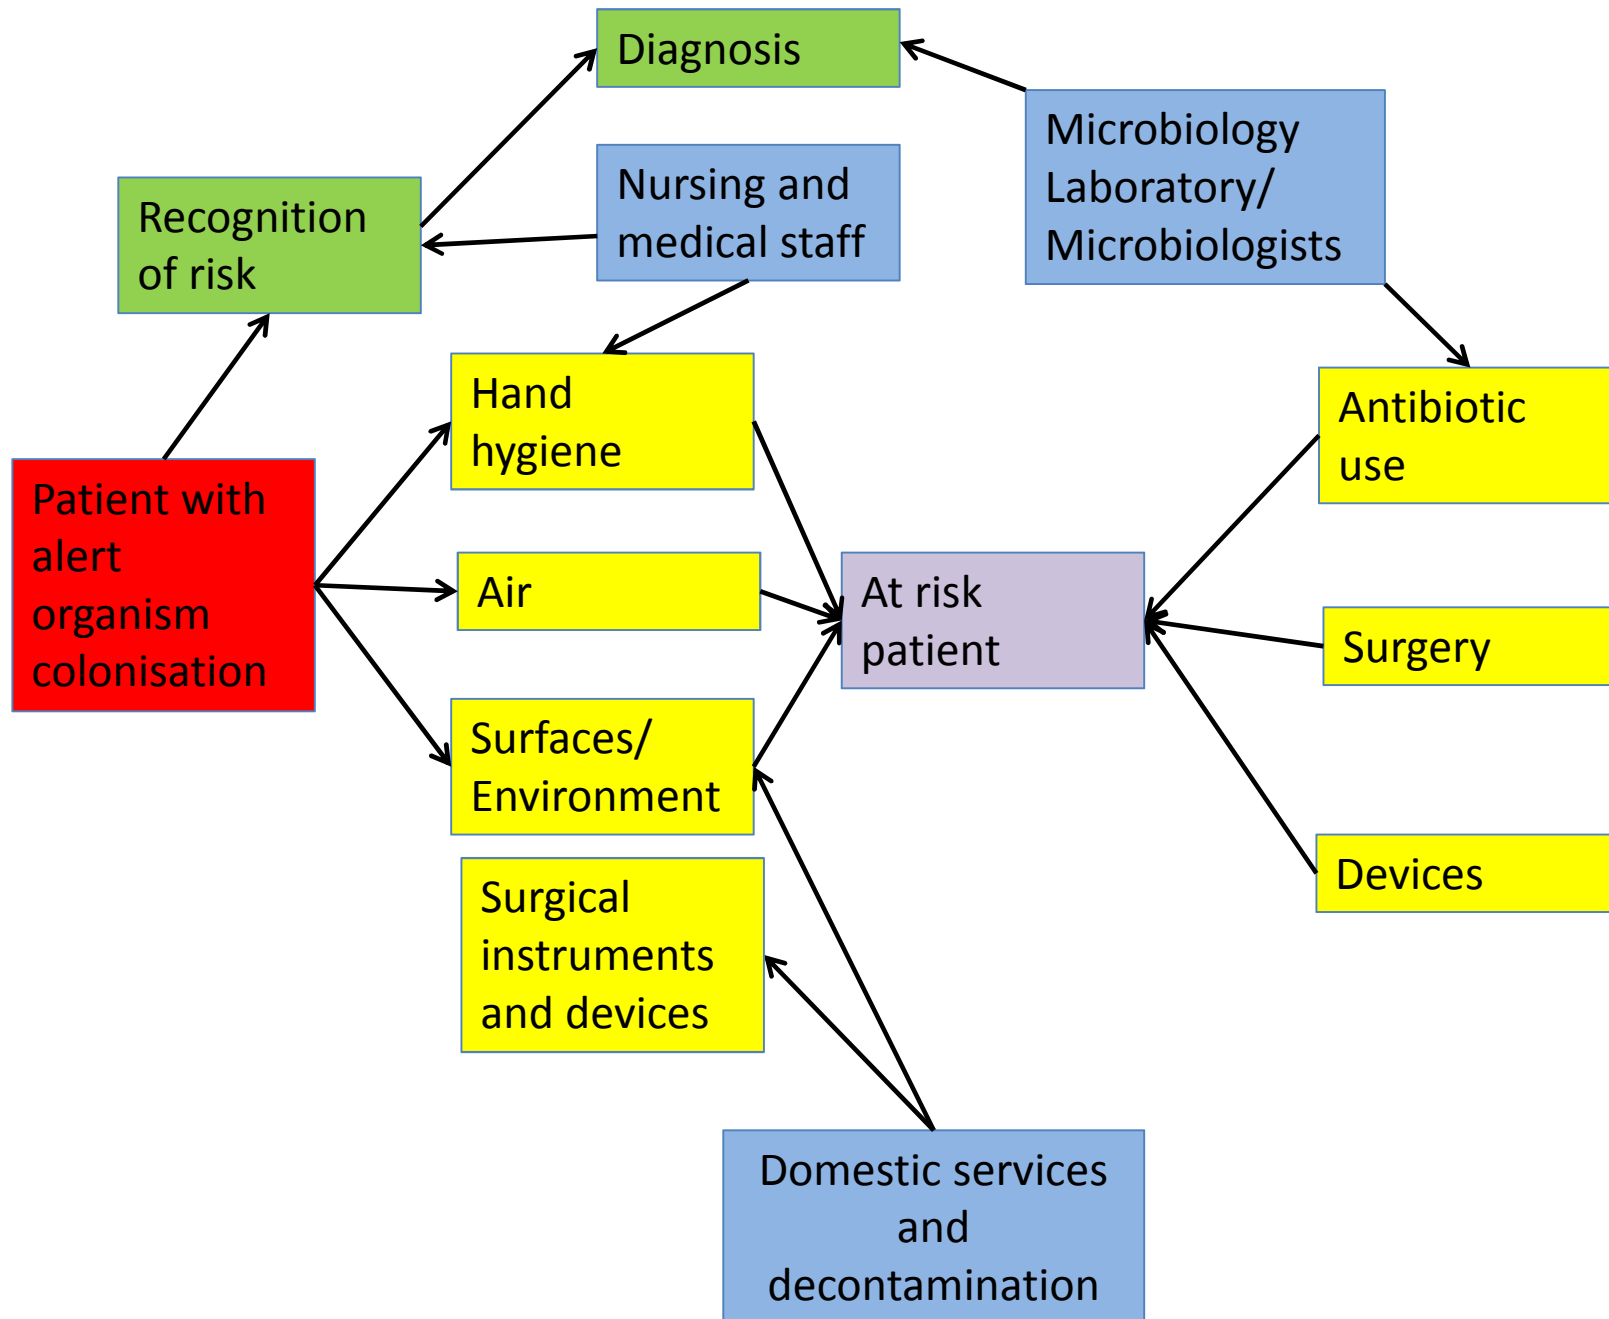 Diagnosis
Microbiology
Laboratory/
Microbiologists
Nursing and
medical staff
Recognition
of risk
Hand
hygiene
Antibiotic
use
Patient with
alert
organism
colonisation
Air
At risk
patient
Surgery
Surfaces/
Environment
Devices
Surgical
instruments
and devices
Domestic services
and
decontamination